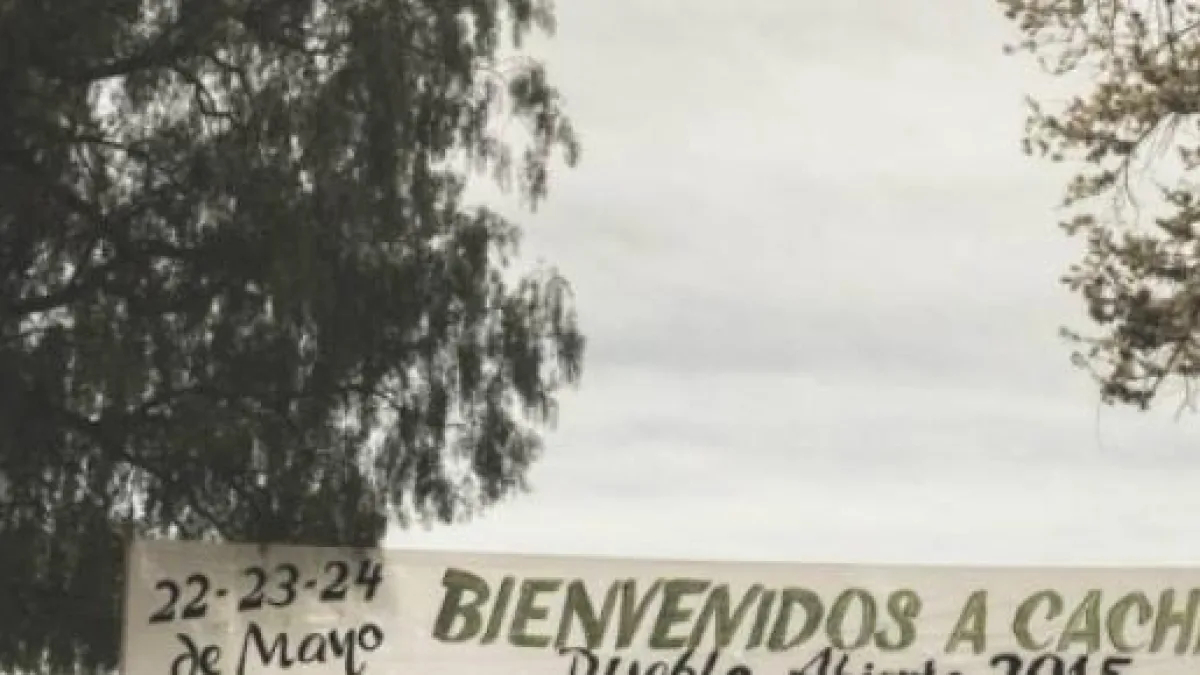 22-23-24
de Mayo
BIENVENIDOS A CACH
Pueblo Abierto 2015